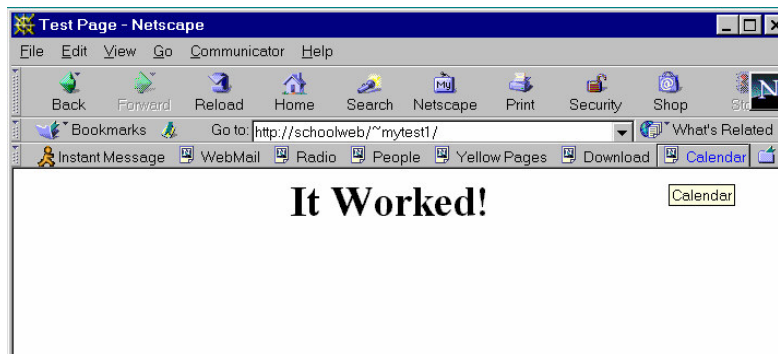 Test Page - Netscape
File Edit View Go Communicator Help
My
Back Forward Reload Home Search Netscape Print Security Shop N
Bookmarks Go to: http://schoolweb/~mytest1/ What's Related
Instant Message WebMail Radio People Yellow Pages Download Calendar
It Worked!
Calendar